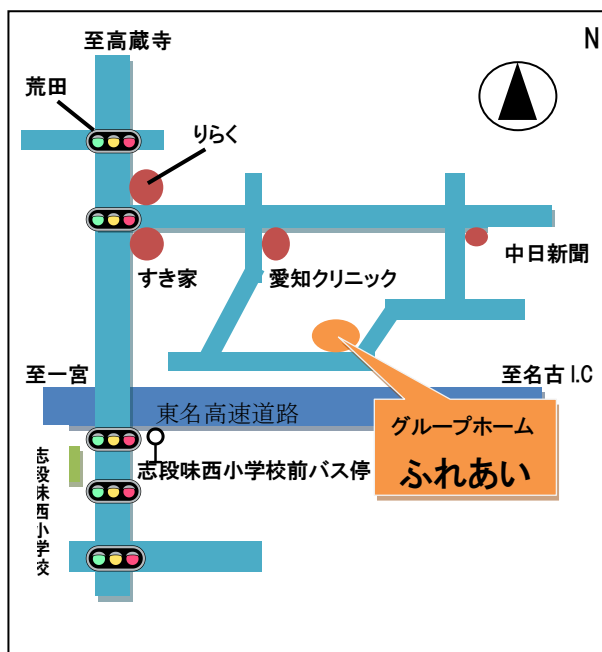 至高蔵寺
N
荒田
りらく
すき家
愛知クリニック
中日新聞
至一宮
至名古I.C
東名高速道路
グループホーム
ふれあい
志段味西小学校前バス停
志段味西小学校